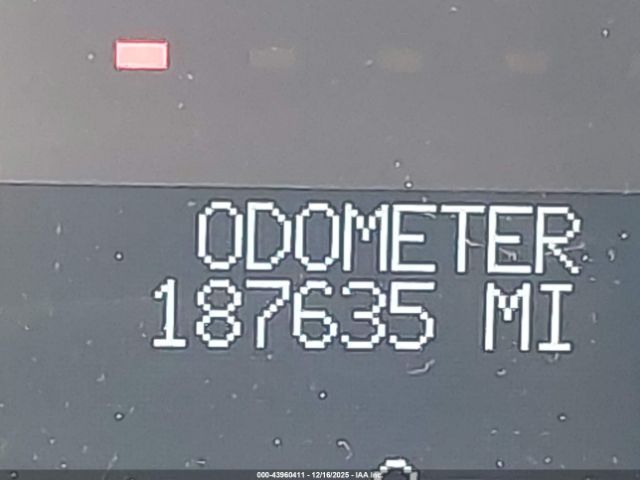 ODOMETER
187635 MI
000-43960411 - 12/16/2025 - IAA Inc.